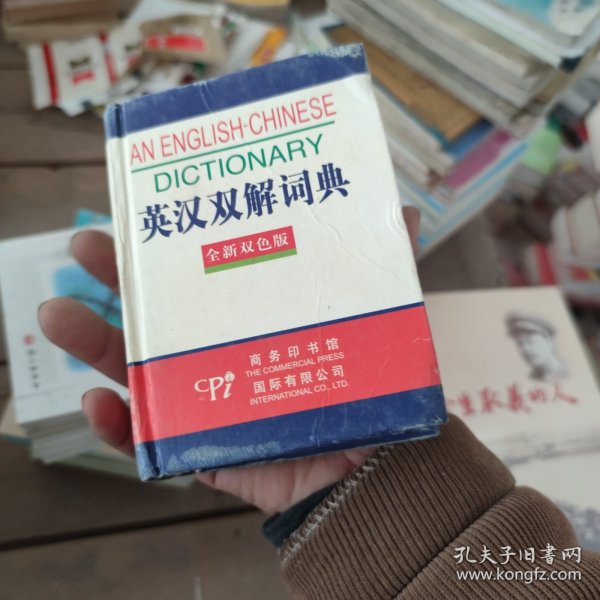 AN ENGLISH-CHINESE
DICTIONARY
英汉双解词典
全新双色版
CPi
商务印书馆
THE COMMERCIAL PRESS
国际有限公司
INTERNATIONAL CO., LTD.
的人
孔夫子旧书网
www.kongfz.com